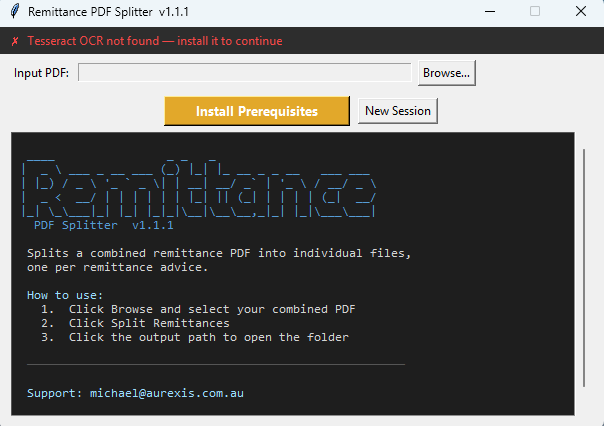 Remittance PDF Splitter v1.1.1
✗ Tesseract OCR not found — install it to continue
Input PDF:
Browse...
Install Prerequisites
New Session
Remittance
PDF Splitter v1.1.1
Splits a combined remittance PDF into individual files,
one per remittance advice.
How to use:
1. Click Browse and select your combined PDF
2. Click Split Remittances
3. Click the output path to open the folder
Support: michael@aurexis.com.au